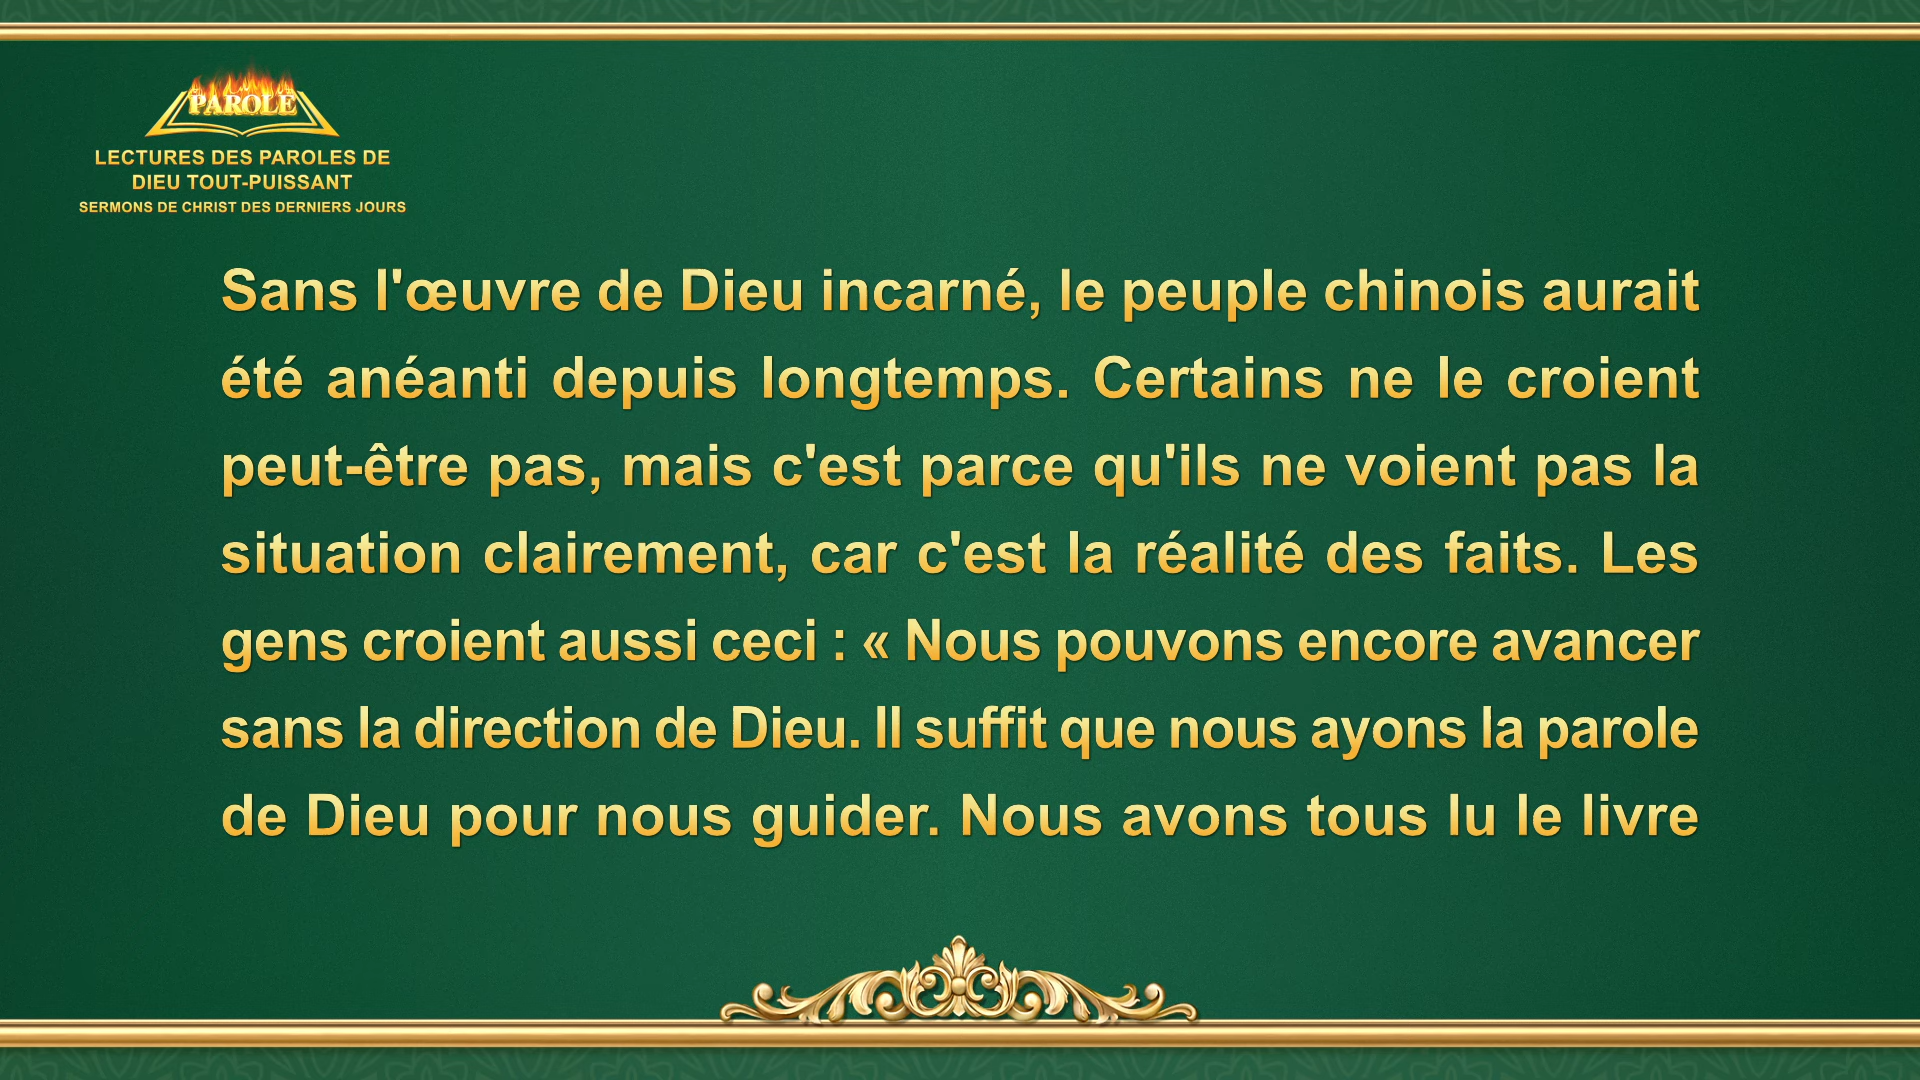 PAROLE
LECTURES DES PAROLES DE
DIEU TOUT-PUISSANT
SERMONS DE CHRIST DES DERNIERS JOURS
Sans l'œuvre de Dieu incarné, le peuple chinois aurait
été anéanti depuis longtemps. Certains ne le croient
peut-être pas, mais c'est parce qu'ils ne voient pas la
situation clairement, car c'est la réalité des faits. Les
gens croient aussi ceci : « Nous pouvons encore avancer
sans la direction de Dieu. Il suffit que nous ayons la parole
de Dieu pour nous guider. Nous avons tous lu le livre